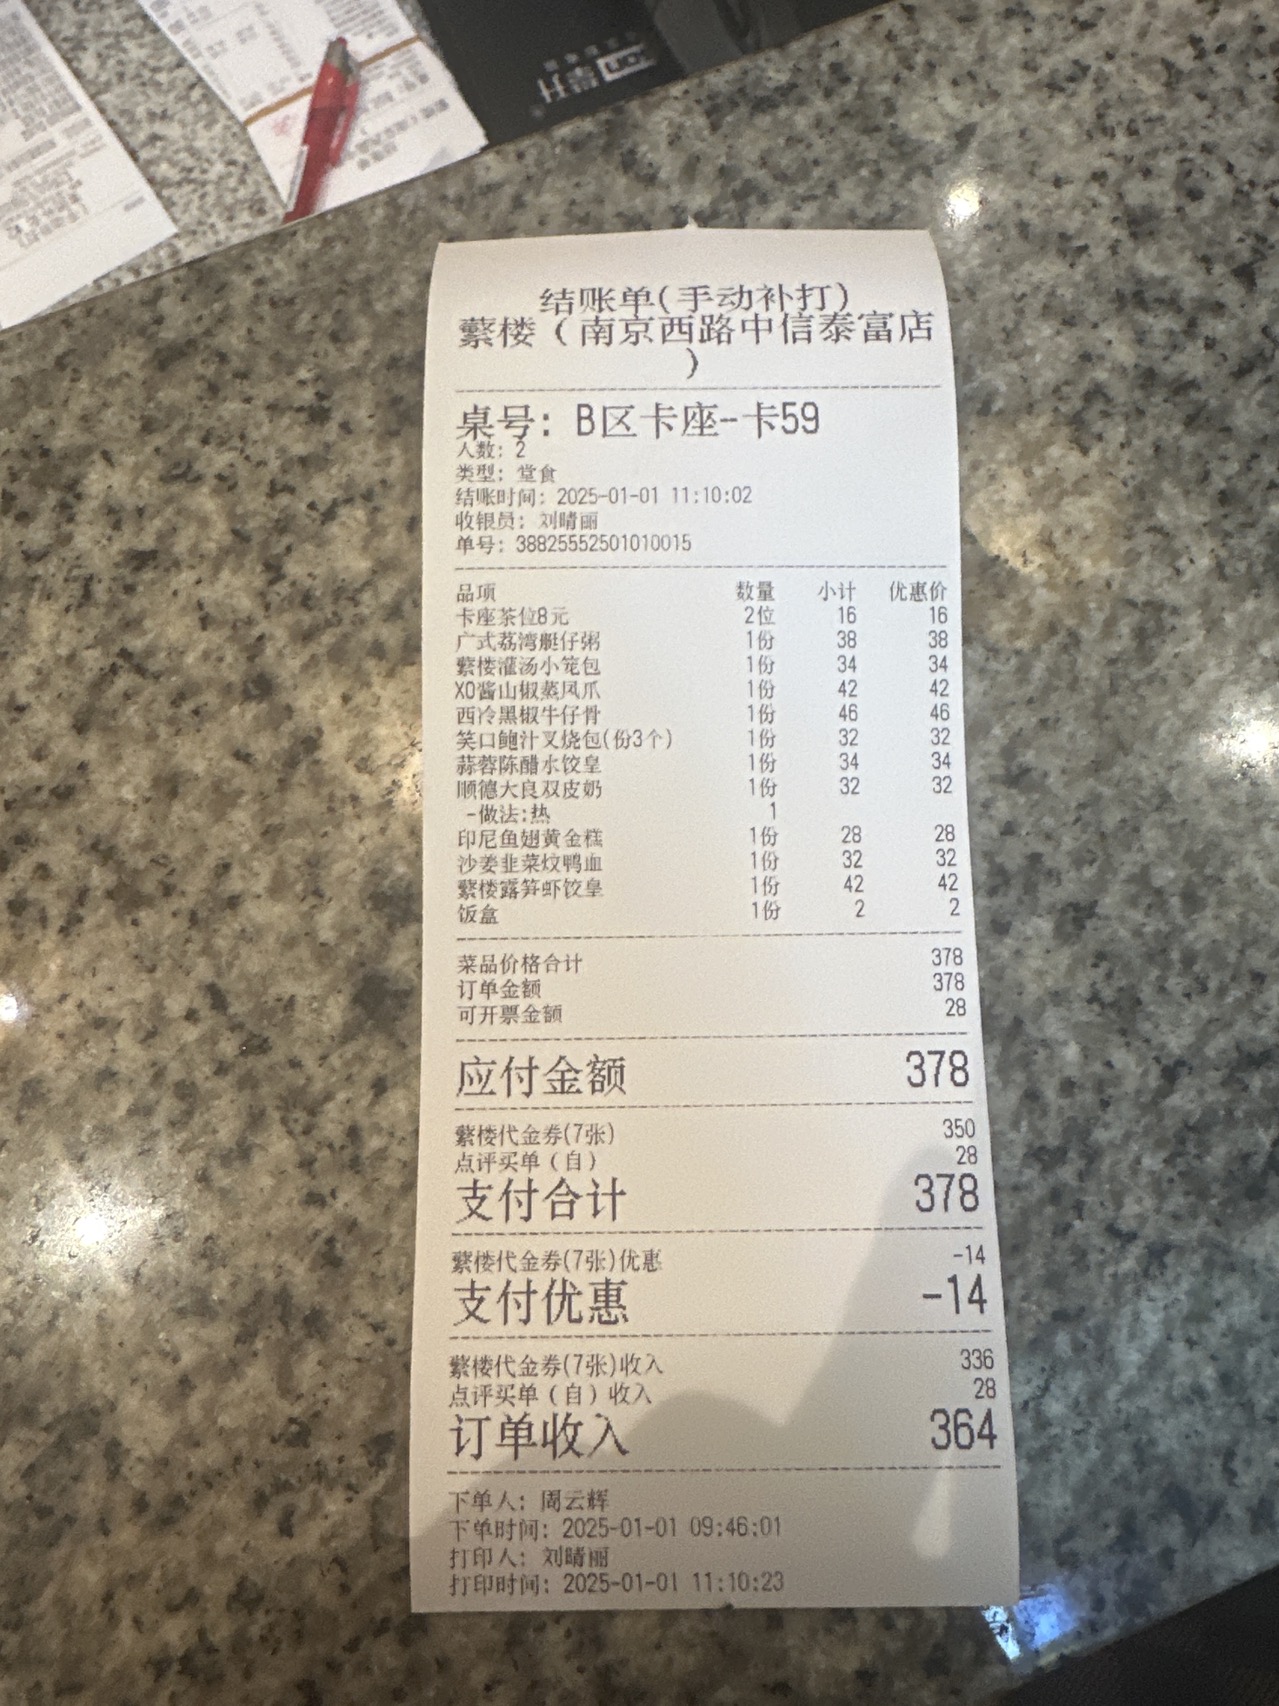 结账单(手动补打)
蘩楼（南京西路中信泰富店
）
桌号: B区卡座-卡59
人数: 2
类型: 堂食
结账时间: 2025-01-01 11:10:02
收银员: 刘晴丽
单号: 38825552501010015
品项 数量 小计 优惠价
卡座茶位8元 2位 16 16
广式荔湾艇仔粥 1份 38 38
蘩楼灌汤小笼包 1份 34 34
XO酱山椒蒸凤爪 1份 42 42
西冷黑椒牛仔骨 1份 46 46
笑口鲍汁叉烧包(份3个) 1份 32 32
蒜蓉陈醋水饺皇 1份 34 34
顺德大良双皮奶 1份 32 32
-做法:热 1
印尼鱼翅黄金糕 1份 28 28
沙姜韭菜炆鸭血 1份 32 32
蘩楼露笋虾饺皇 1份 42 42
饭盒 1份 2 2
菜品价格合计 378
订单金额 378
可开票金额 28
应付金额 378
蘩楼代金券(7张) 350
点评买单（自） 28
支付合计 378
蘩楼代金券(7张)优惠 -14
支付优惠 -14
蘩楼代金券(7张)收入 336
点评买单（自）收入 28
订单收入 364
下单人: 周云辉
下单时间: 2025-01-01 09:46:01
打印人: 刘晴丽
打印时间: 2025-01-01 11:10:23